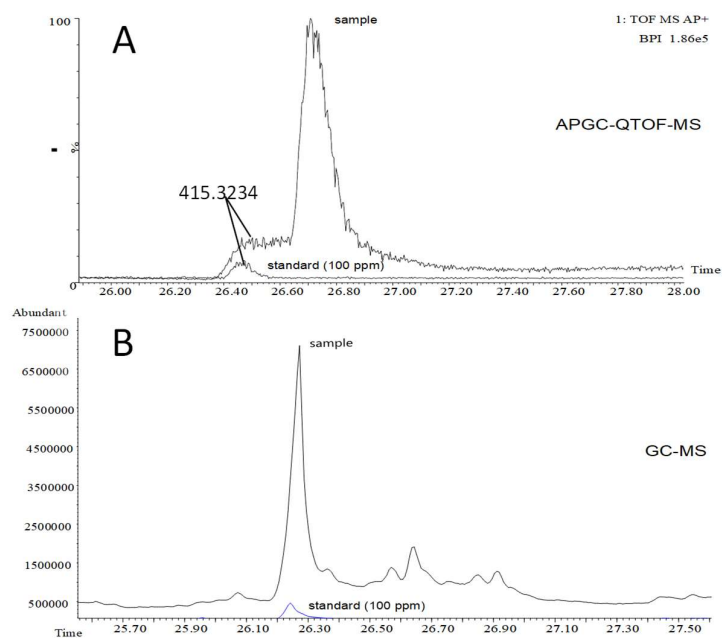 A
sample
1: TOF MS AP+
BPI 1.86e5
100
APGC-QTOF-MS
%
415.3234
standard (100 ppm)
0
Time
26.00 26.20 26.40 26.60 26.80 27.00 27.20 27.40 27.60 27.80 28.00
Abundant
B
sample
7500000
6500000
5500000
4500000
GC-MS
3500000
2500000
1500000
500000
standard (100 ppm)
25.70 25.90 26.10 26.30 26.50 26.70 26.90 27.10 27.30 27.50
Time